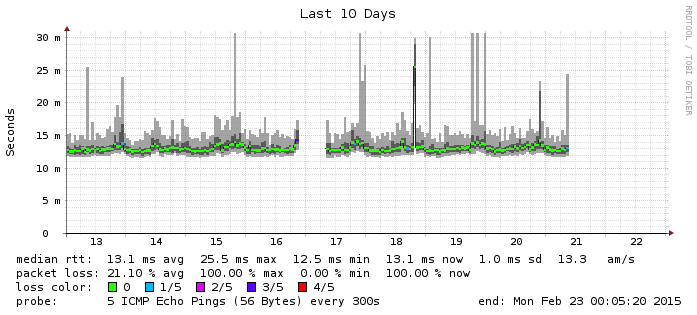 Last 10 Days
RRDTOOL / TOBI OETIKER
Seconds
30 m
25 m
20 m
15 m
10 m
5 m
0
13 14 15 16 17 18 19 20 21 22
median rtt: 13.1 ms avg 25.5 ms max 12.5 ms min 13.1 ms now 1.0 ms sd 13.3 am/s
packet loss: 21.10 % avg 100.00 % max 0.00 % min 100.00 % now
loss color: 0 1/5 2/5 3/5 4/5
probe: 5 ICMP Echo Pings (56 Bytes) every 300s end: Mon Feb 23 00:05:20 2015